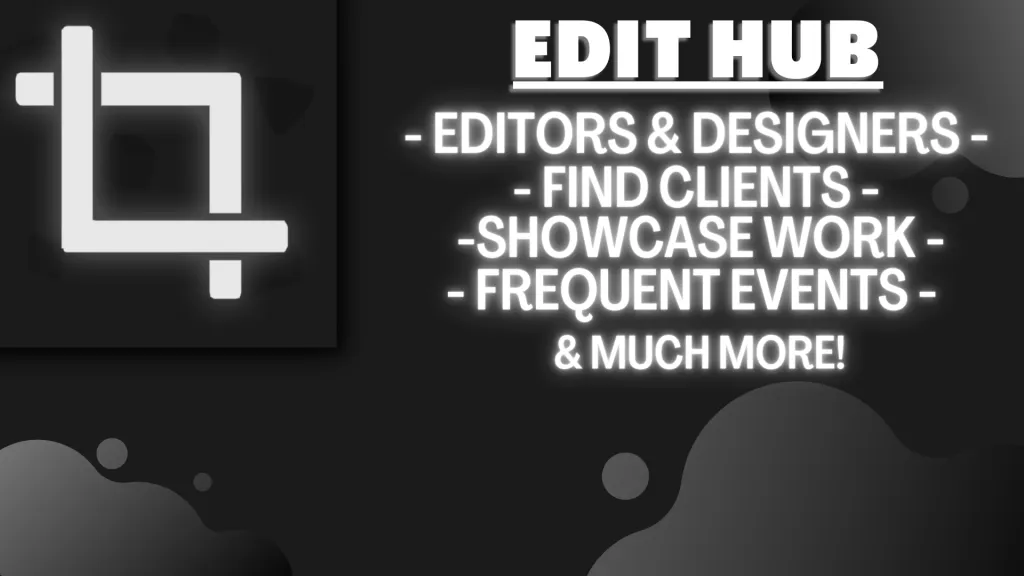 EDIT HUB
- EDITORS & DESIGNERS -
- FIND CLIENTS -
-SHOWCASE WORK -
- FREQUENT EVENTS -
& MUCH MORE!